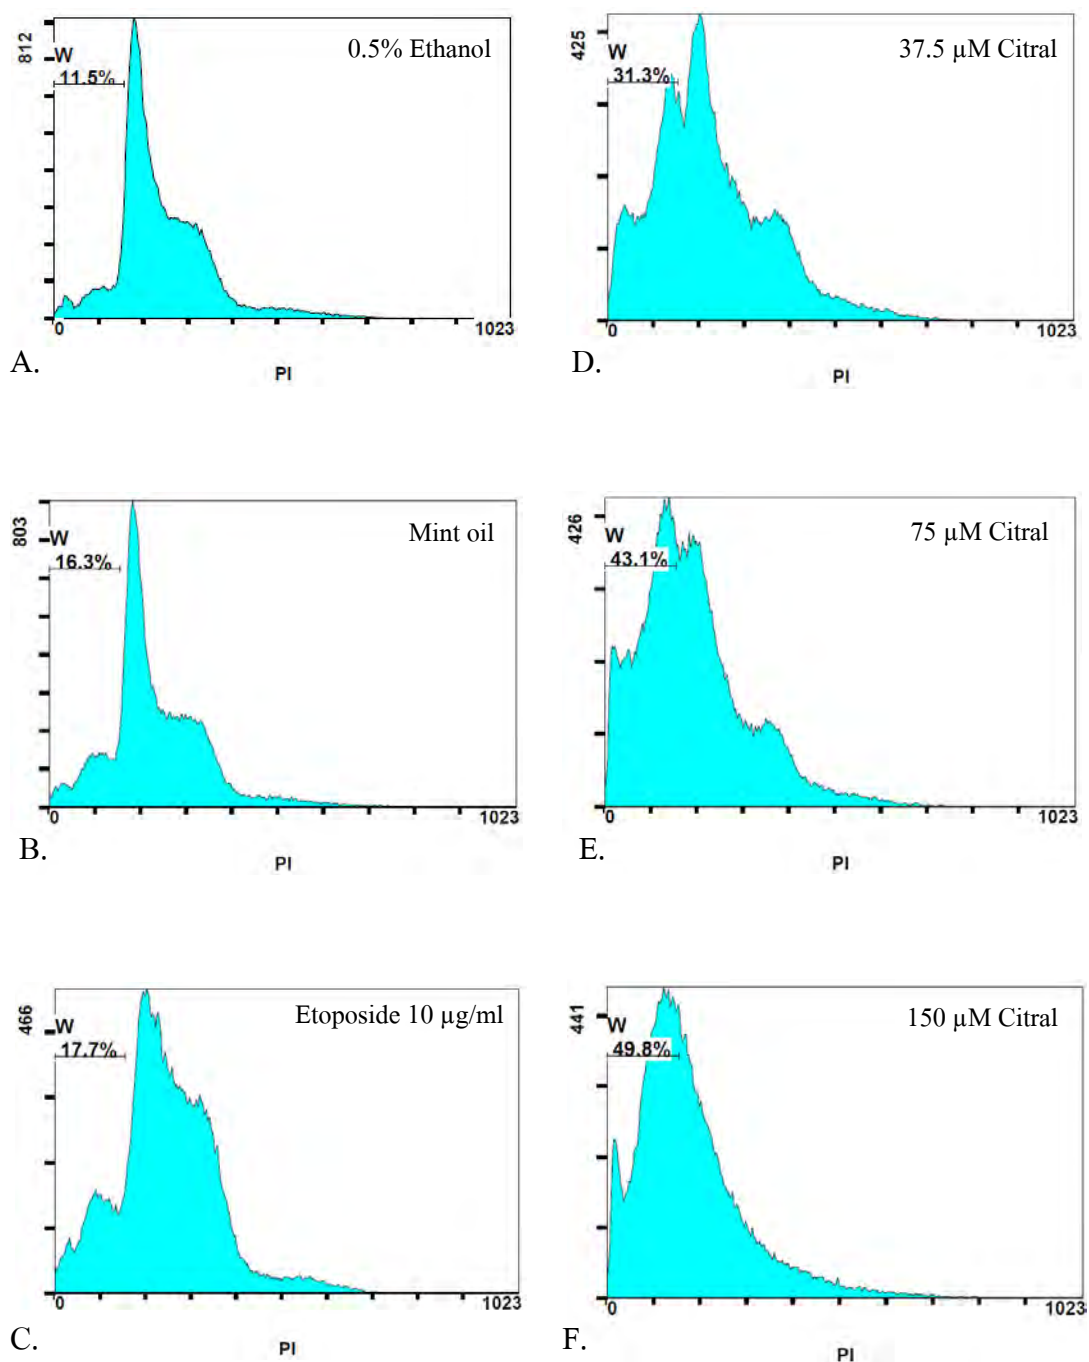 812
W
11.5%
0.5% Ethanol
0
1023
PI
A.
425
W
31.3%
37.5 µM Citral
0
1023
PI
D.
803
W
16.3%
Mint oil
0
1023
PI
B.
426
W
43.1%
75 µM Citral
0
1023
PI
E.
466
W
17.7%
Etoposide 10 µg/ml
0
1023
PI
C.
441
W
49.8%
150 µM Citral
0
1023
PI
F.